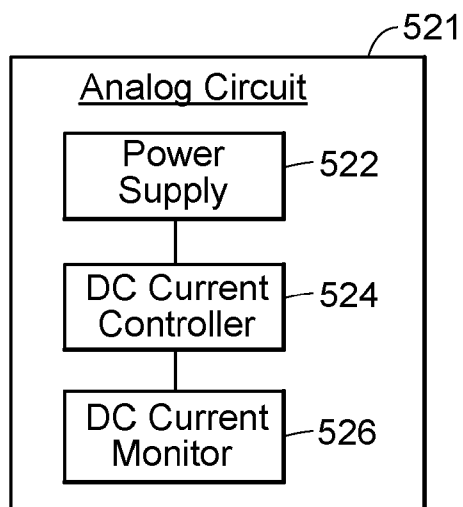 521
Analog Circuit
Power
Supply
522
DC Current
Controller
524
DC Current
Monitor
526